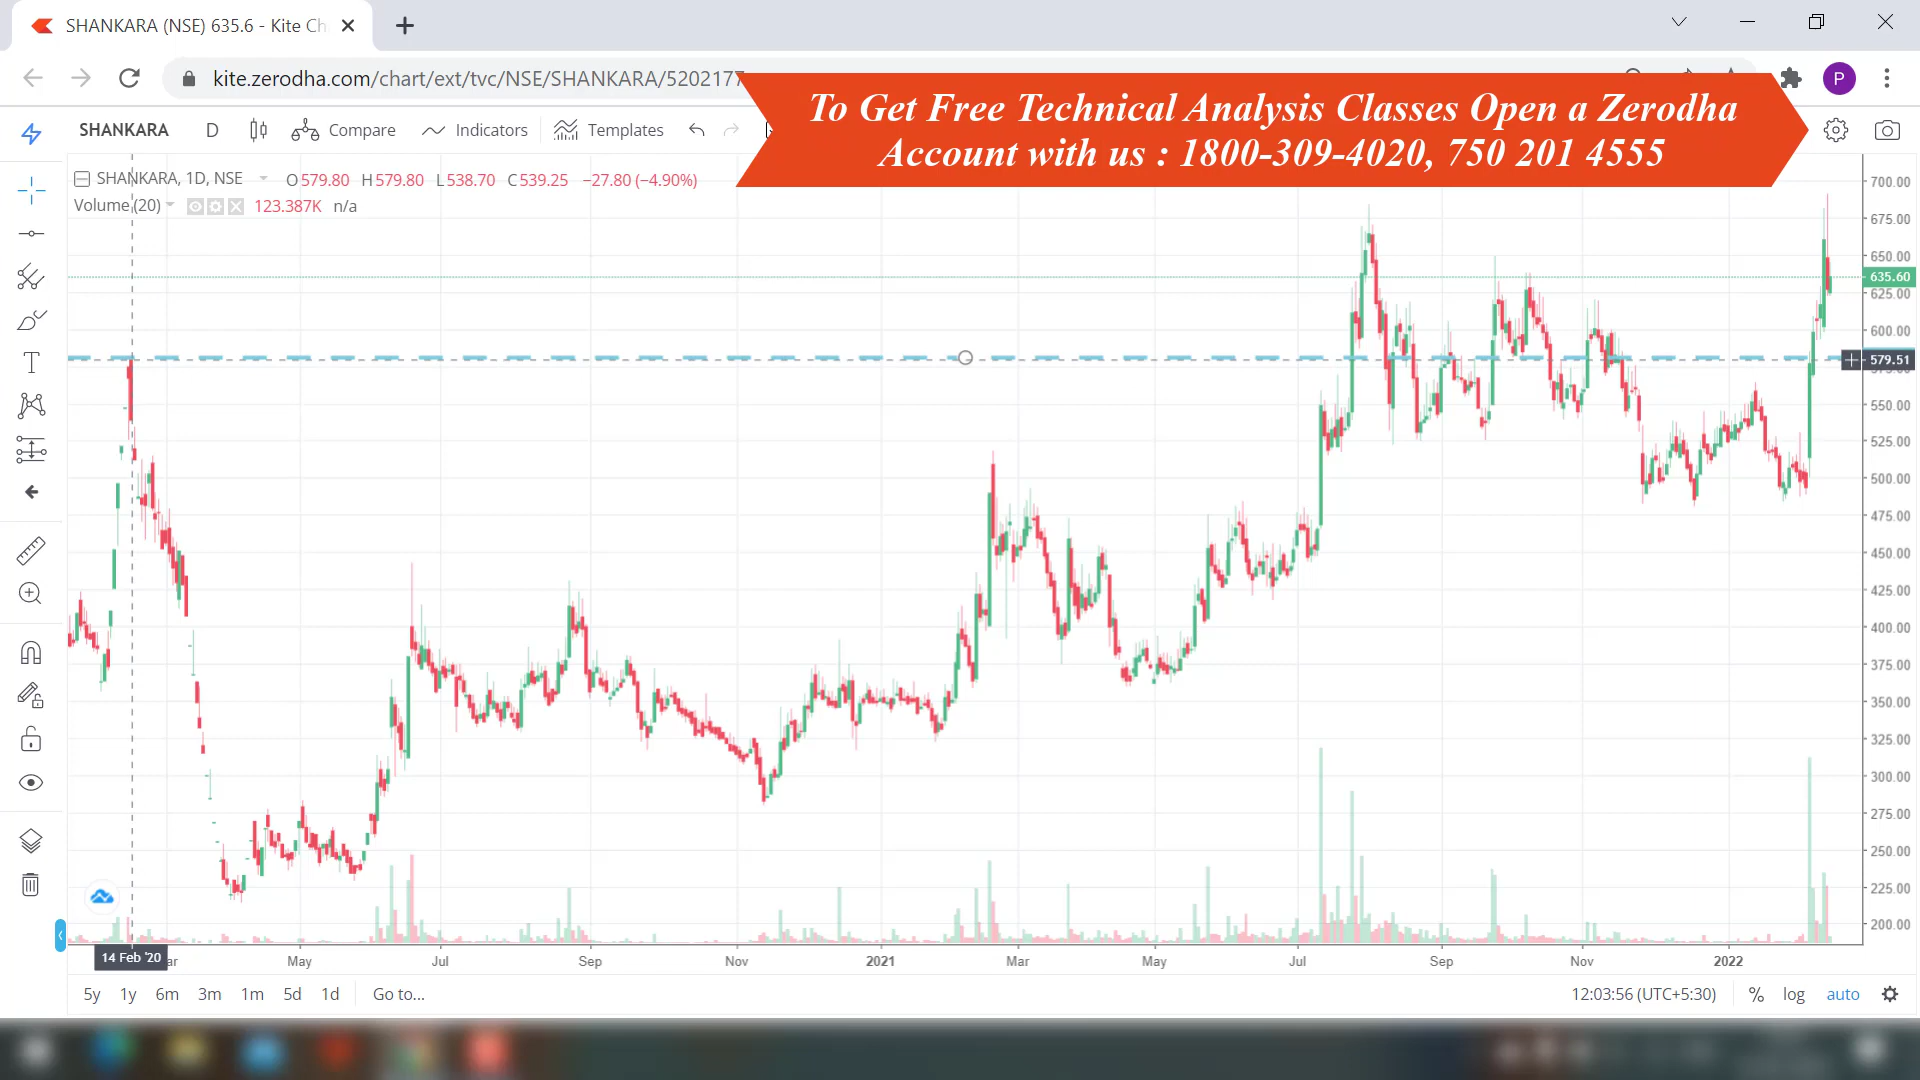 SHANKARA (NSE) 635.6 - Kite Ch
kite.zerodha.com/chart/ext/tvc/NSE/SHANKARA/5202177
To Get Free Technical Analysis Classes Open a Zerodha
Account with us : 1800-309-4020, 750 201 4555
P
SHANKARA D Compare Indicators Templates
SHANKARA, 1D, NSE O579.80 H579.80 L538.70 C539.25 −27.80 (−4.90%)
Volume (20) 123.387K n/a
700.00
675.00
650.00
635.60
625.00
600.00
579.51
550.00
525.00
500.00
475.00
450.00
425.00
400.00
375.00
350.00
325.00
300.00
275.00
250.00
225.00
200.00
14 Feb '20 May Jul Sep Nov 2021 Mar May Jul Sep Nov 2022
5y 1y 6m 3m 1m 5d 1d Go to... 12:03:56 (UTC+5:30) % log auto